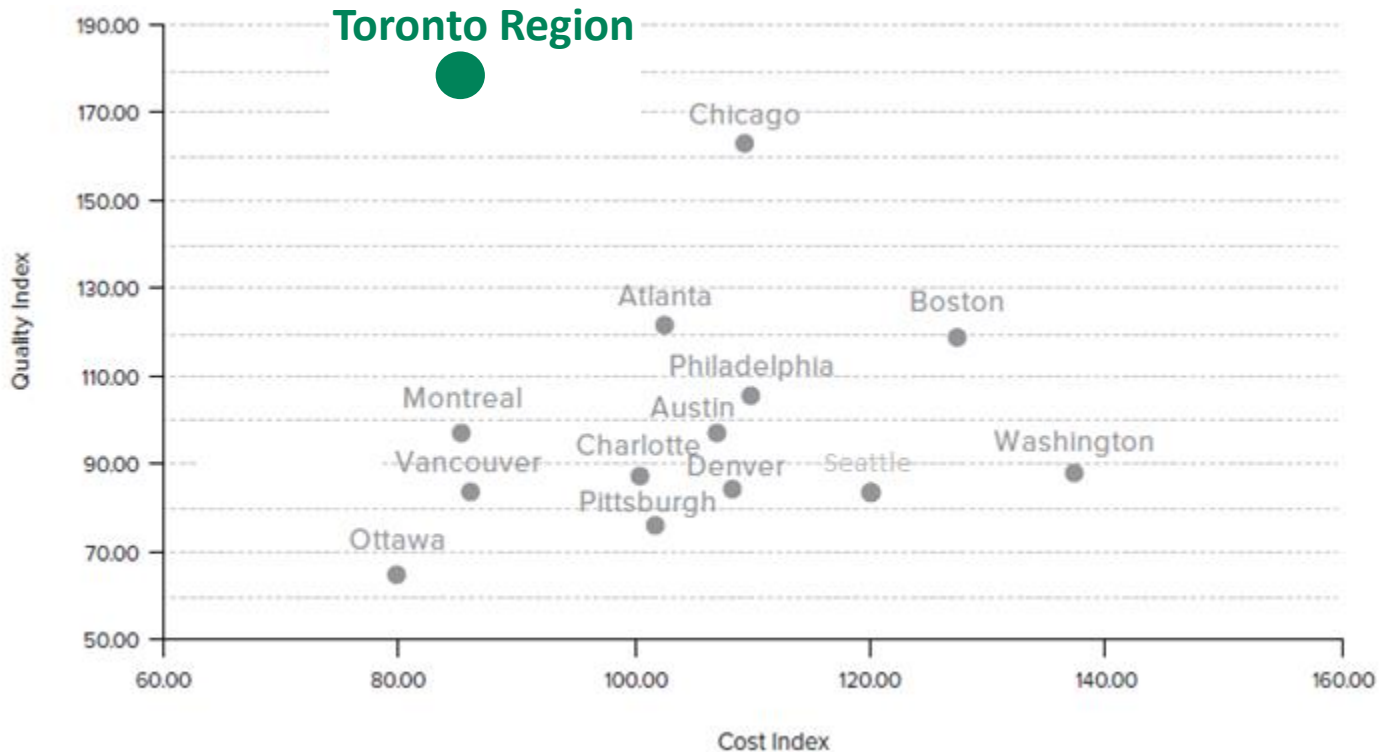 Toronto Region
190.00
170.00
150.00
130.00
110.00
90.00
70.00
50.00
Quality Index
Chicago
Atlanta
Boston
Philadelphia
Montreal
Austin
Charlotte
Washington
Vancouver
Denver
Seattle
Pittsburgh
Ottawa
60.00
80.00
100.00
120.00
140.00
160.00
Cost Index